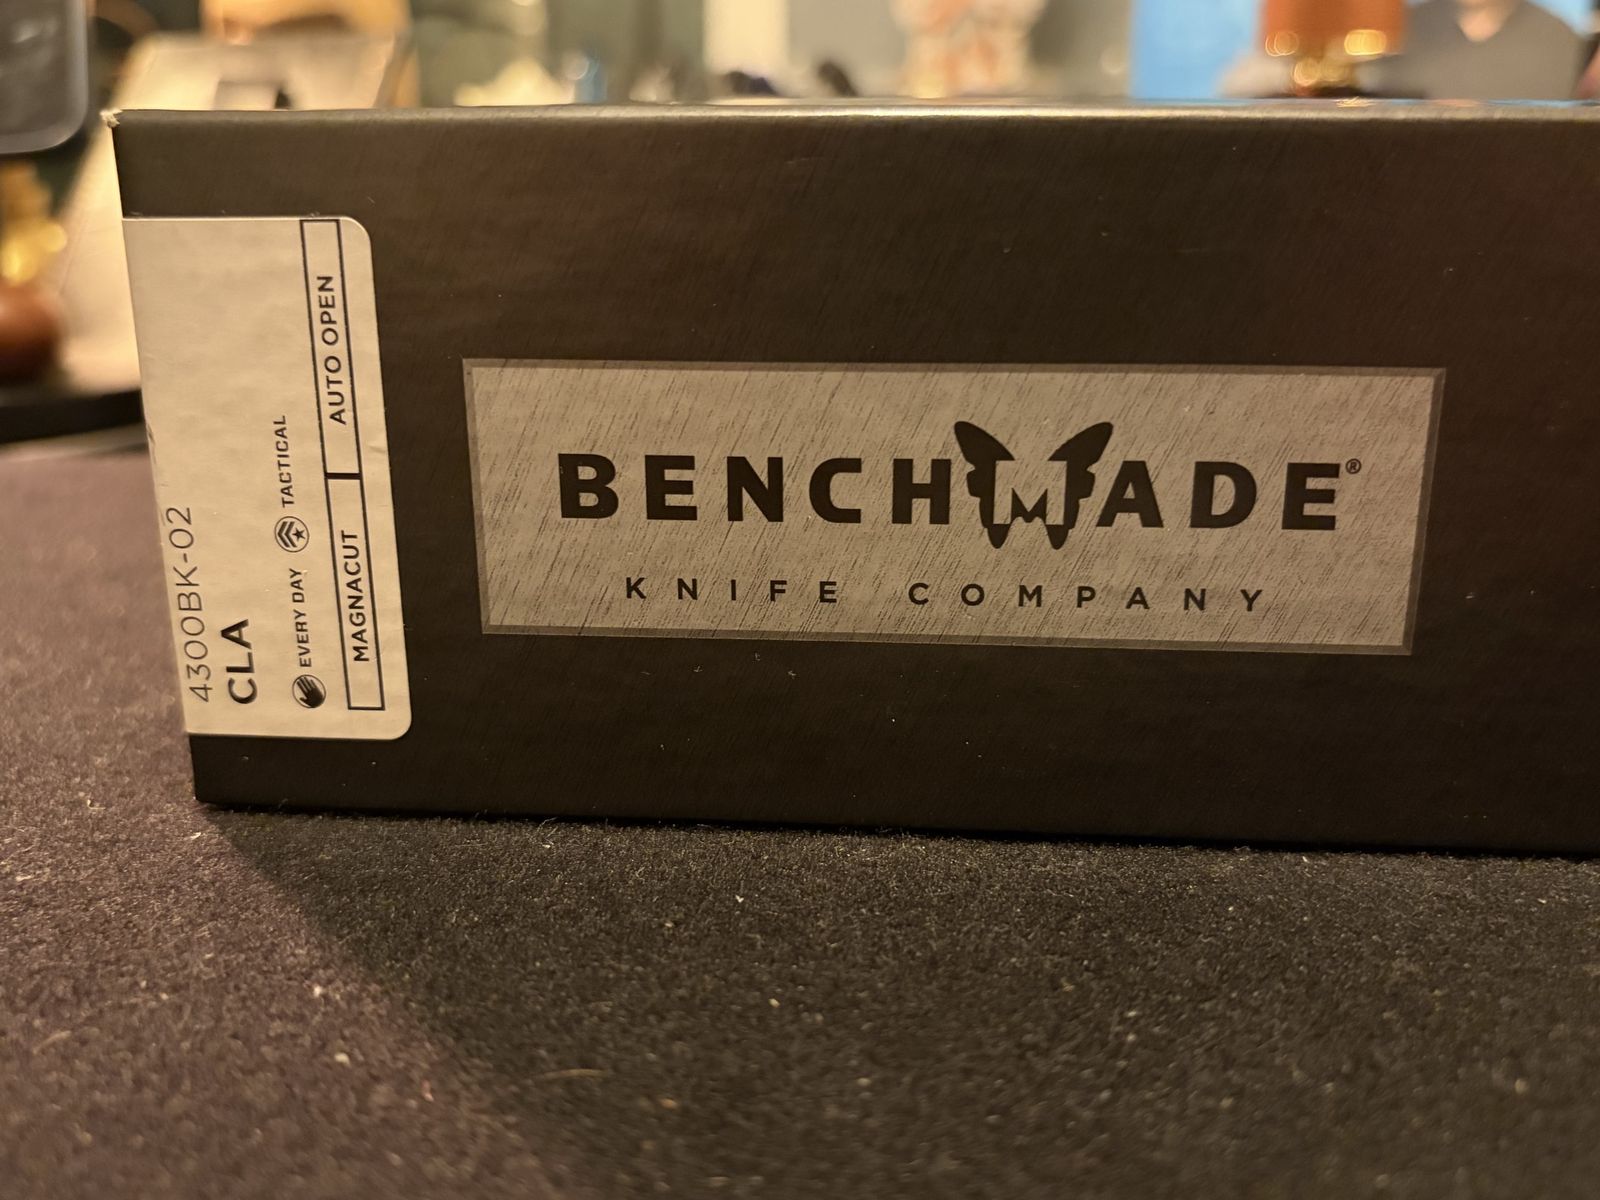 4300BK-02
CLA
EVERY DAY TACTICAL
MAGNACUT AUTO OPEN
BENCHMADE®
KNIFE COMPANY